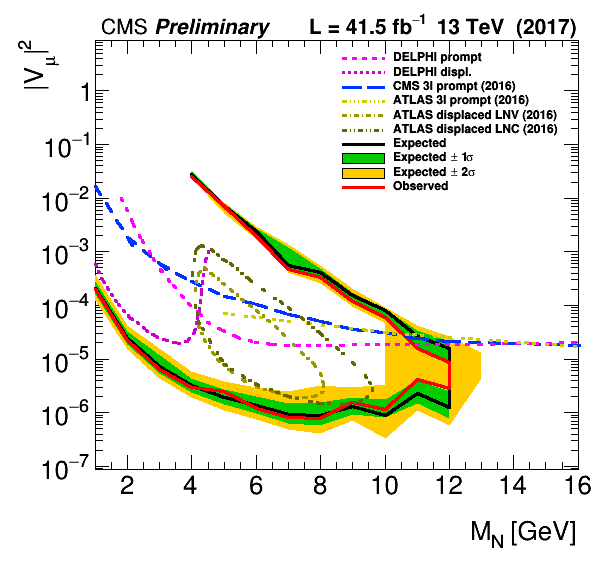 CMS Preliminary L = 41.5 fb⁻¹ 13 TeV (2017)
|Vμ|²
DELPHI prompt
DELPHI displ.
CMS 3l prompt (2016)
ATLAS 3l prompt (2016)
ATLAS displaced LNV (2016)
ATLAS displaced LNC (2016)
Expected
Expected ± 1σ
Expected ± 2σ
Observed
1
10⁻¹
10⁻²
10⁻³
10⁻⁴
10⁻⁵
10⁻⁶
10⁻⁷
2 4 6 8 10 12 14 16
M_N [GeV]